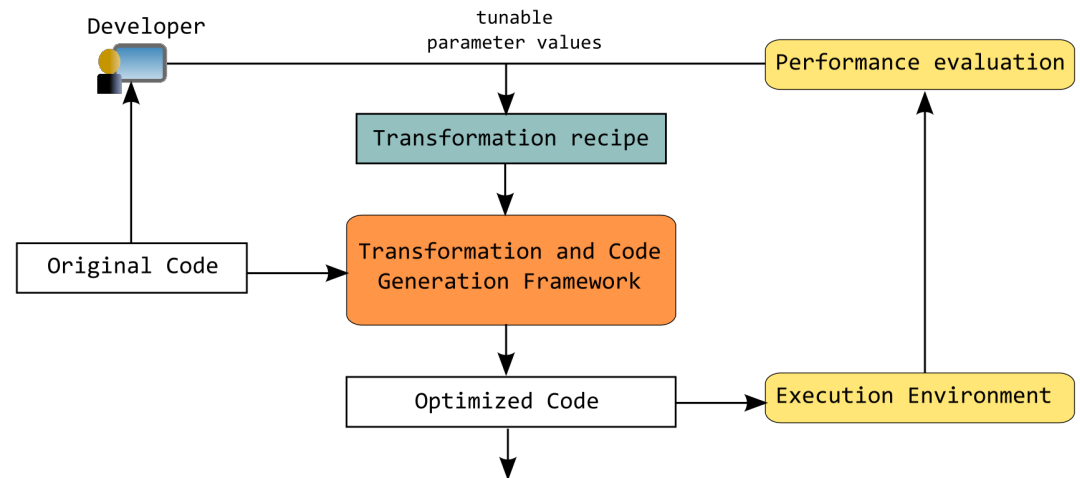 Developer
tunable
parameter values
Performance evaluation
Transformation recipe
Original Code
Transformation and Code
Generation Framework
Optimized Code
Execution Environment